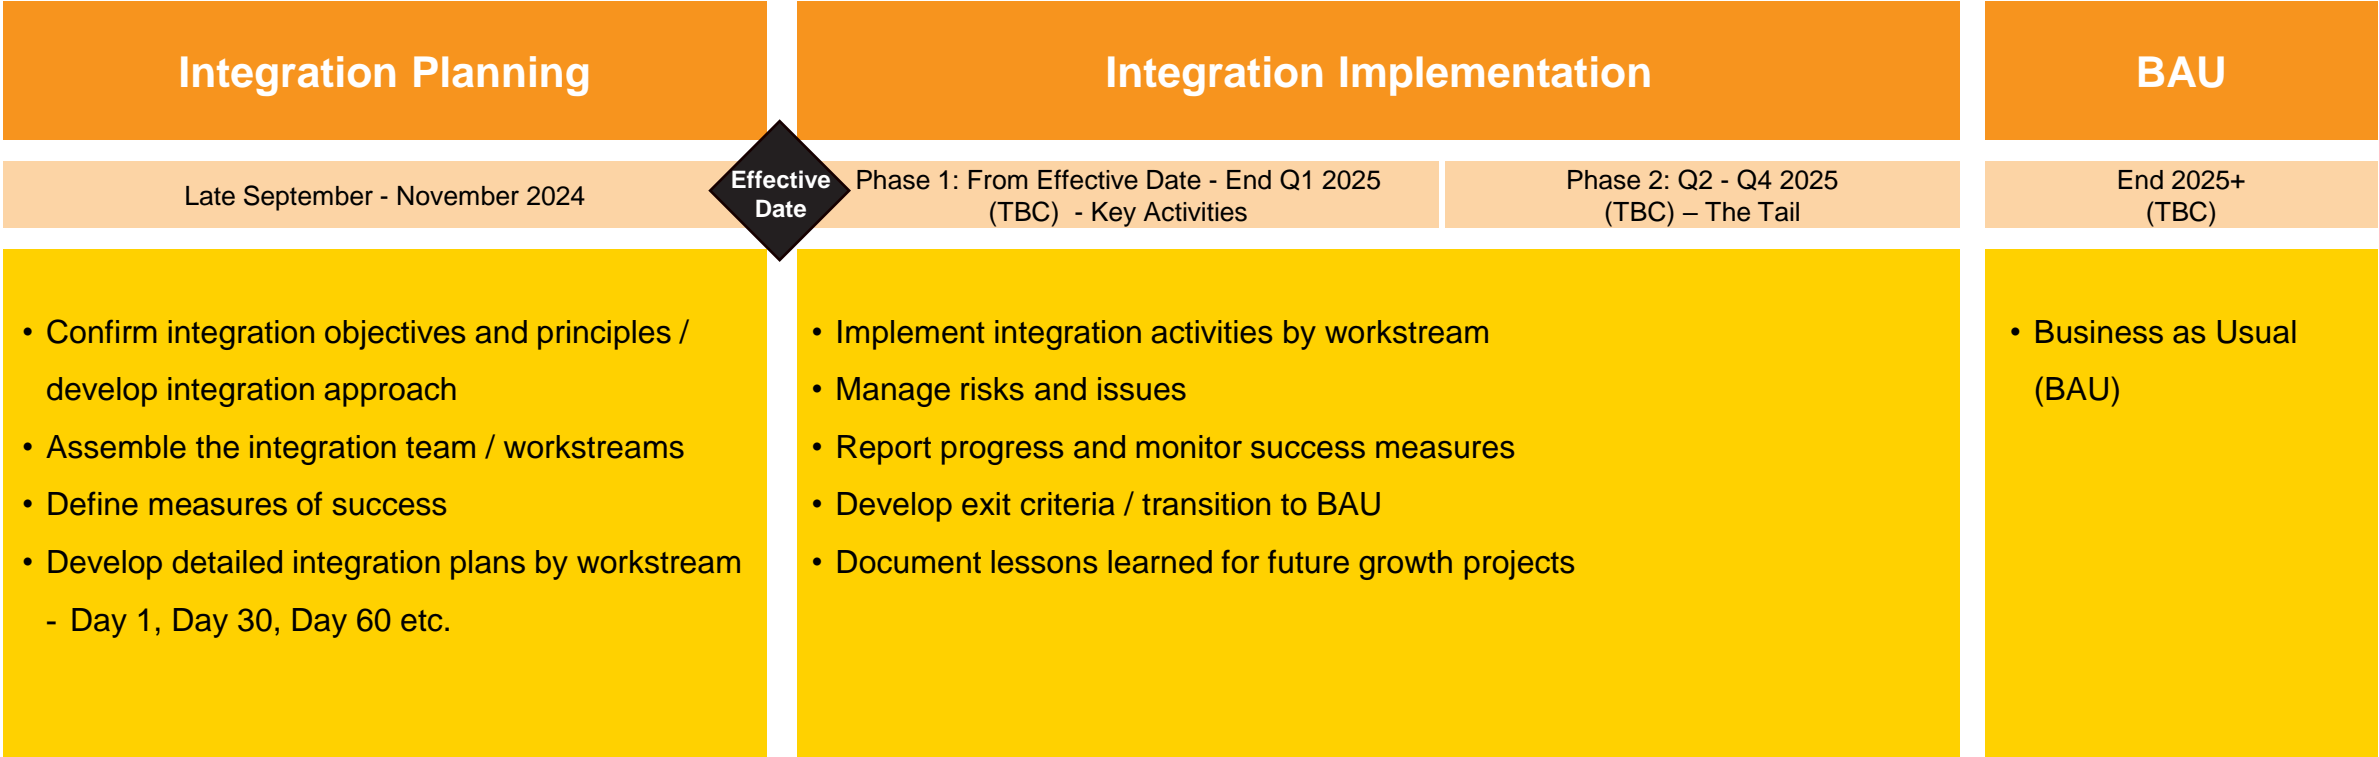 Integration Planning
Integration Implementation
BAU
Late September - November 2024
Effective
Date
Phase 1: From Effective Date - End Q1 2025
(TBC)  - Key Activities
Phase 2: Q2 - Q4 2025
(TBC) – The Tail
End 2025+
(TBC)
• Confirm integration objectives and principles /
develop integration approach
• Assemble the integration team / workstreams
• Define measures of success
• Develop detailed integration plans by workstream
- Day 1, Day 30, Day 60 etc.
• Implement integration activities by workstream
• Manage risks and issues
• Report progress and monitor success measures
• Develop exit criteria / transition to BAU
• Document lessons learned for future growth projects
• Business as Usual
(BAU)